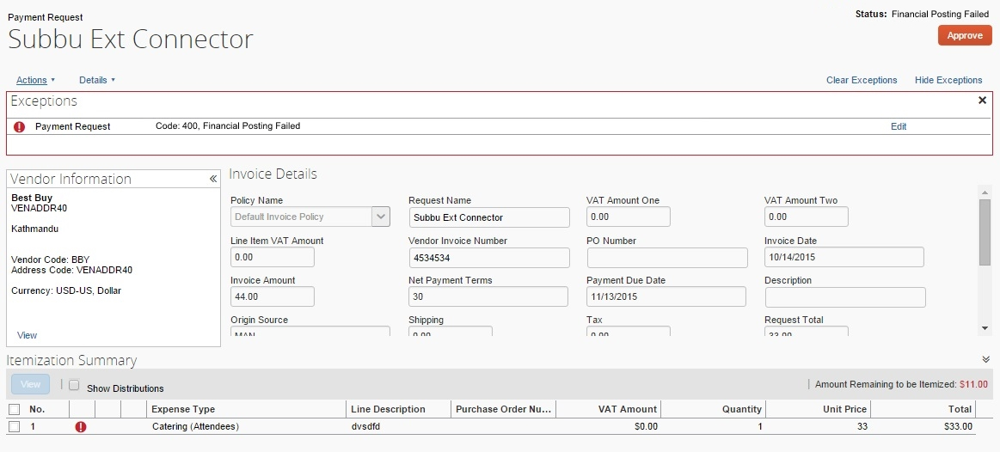 Payment Request
Status: Financial Posting Failed
Subbu Ext Connector
Approve
Actions Details Clear Exceptions Hide Exceptions
Exceptions
Payment Request Code: 400, Financial Posting Failed Edit
Vendor Information
Best Buy
VENADDR40
Kathmandu
Vendor Code: BBY
Address Code: VENADDR40
Currency: USD-US, Dollar
View
Invoice Details
Policy Name Request Name VAT Amount One VAT Amount Two
Default Invoice Policy Subbu Ext Connector 0.00 0.00
Line Item VAT Amount Vendor Invoice Number PO Number Invoice Date
0.00 4534534 10/14/2015
Invoice Amount Net Payment Terms Payment Due Date Description
44.00 30 11/13/2015
Origin Source Shipping Tax Request Total
MAN 0.00 0.00 33.00
Itemization Summary
View Show Distributions Amount Remaining to be Itemized: $11.00
No. Expense Type Line Description Purchase Order Nu... VAT Amount Quantity Unit Price Total
1 Catering (Attendees) dvsdfd $0.00 1 33 $33.00